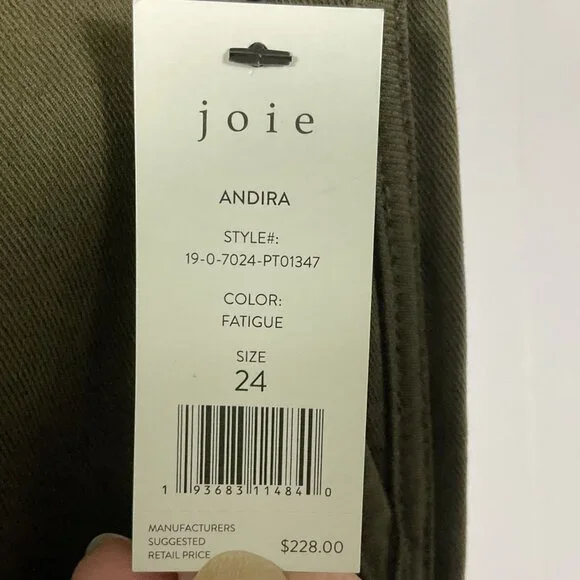 joie
ANDIRA
STYLE#:
19-0-7024-PT01347
COLOR:
FATIGUE
SIZE
24
1 93683 11484 0
MANUFACTURERS
SUGGESTED
RETAIL PRICE $228.00